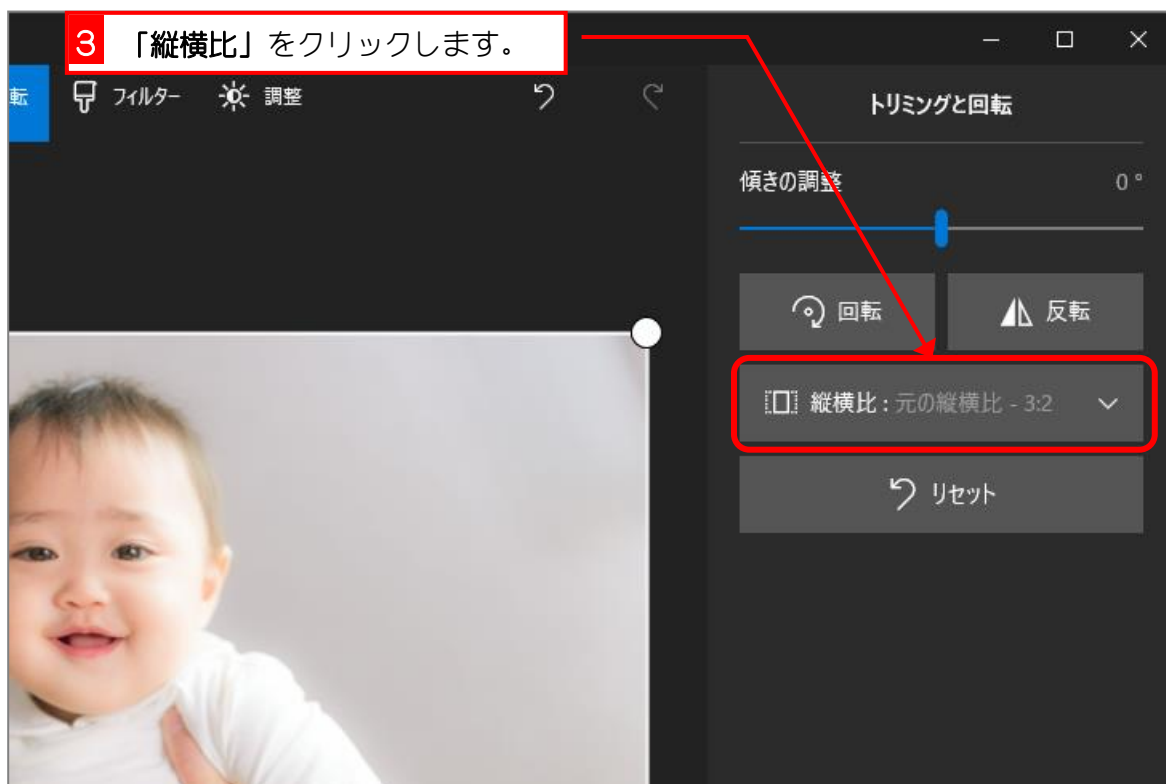 3 「縦横比」をクリックします。
転 フィルター 調整
トリミングと回転
傾きの調整 0°
回転 反転
縦横比 : 元の縦横比 - 3:2
リセット